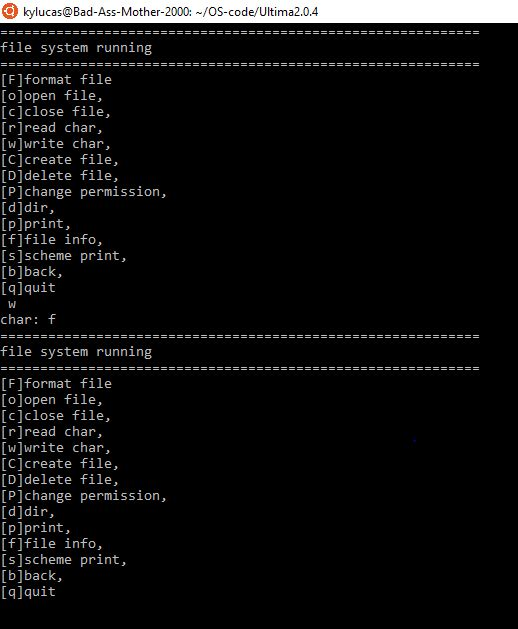 kylucas@Bad-Ass-Mother-2000: ~/OS-code/Ultima2.0.4
============================================================
file system running
============================================================
[F]format file
[o]open file,
[c]close file,
[r]read char,
[w]write char,
[C]create file,
[D]delete file,
[P]change permission,
[d]dir,
[p]print,
[f]file info,
[s]scheme print,
[b]back,
[q]quit
 w
char: f
============================================================
file system running
============================================================
[F]format file
[o]open file,
[c]close file,
[r]read char,
[w]write char,
[C]create file,
[D]delete file,
[P]change permission,
[d]dir,
[p]print,
[f]file info,
[s]scheme print,
[b]back,
[q]quit